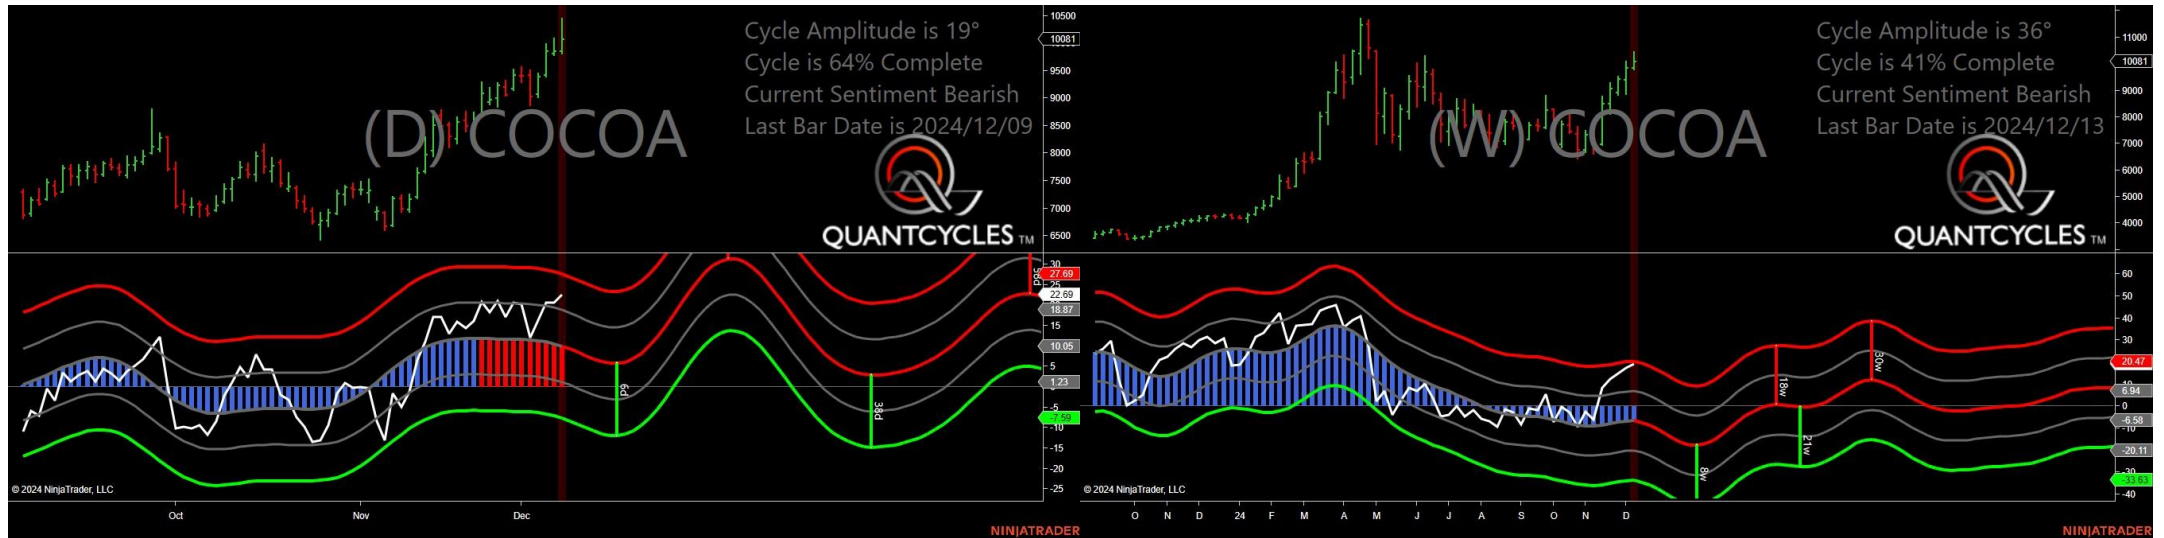 Cycle Amplitude is 19°
Cycle is 64% Complete
Current Sentiment Bearish
Last Bar Date is 2024/12/09
(D) COCOA
QUANTCYCLES TM
10500
10081
9500
9000
8500
8000
7500
7000
6500
30
27.69
25
22.69
18.87
15
10.05
5
1.23
-5
-7.59
-10
-15
-20
-25
6d
38d
© 2024 NinjaTrader, LLC
Oct Nov Dec
NINJATRADER
Cycle Amplitude is 36°
Cycle is 41% Complete
Current Sentiment Bearish
Last Bar Date is 2024/12/13
(W) COCOA
QUANTCYCLES TM
11000
10081
9000
8000
7000
6000
5000
4000
60
50
40
30
20.47
10
6.94
0
-6.58
-10
-20.11
-30
-33.63
-40
8w
18w
21w
30w
© 2024 NinjaTrader, LLC
O N D 24 F M A M J J A S O N D
NINJATRADER